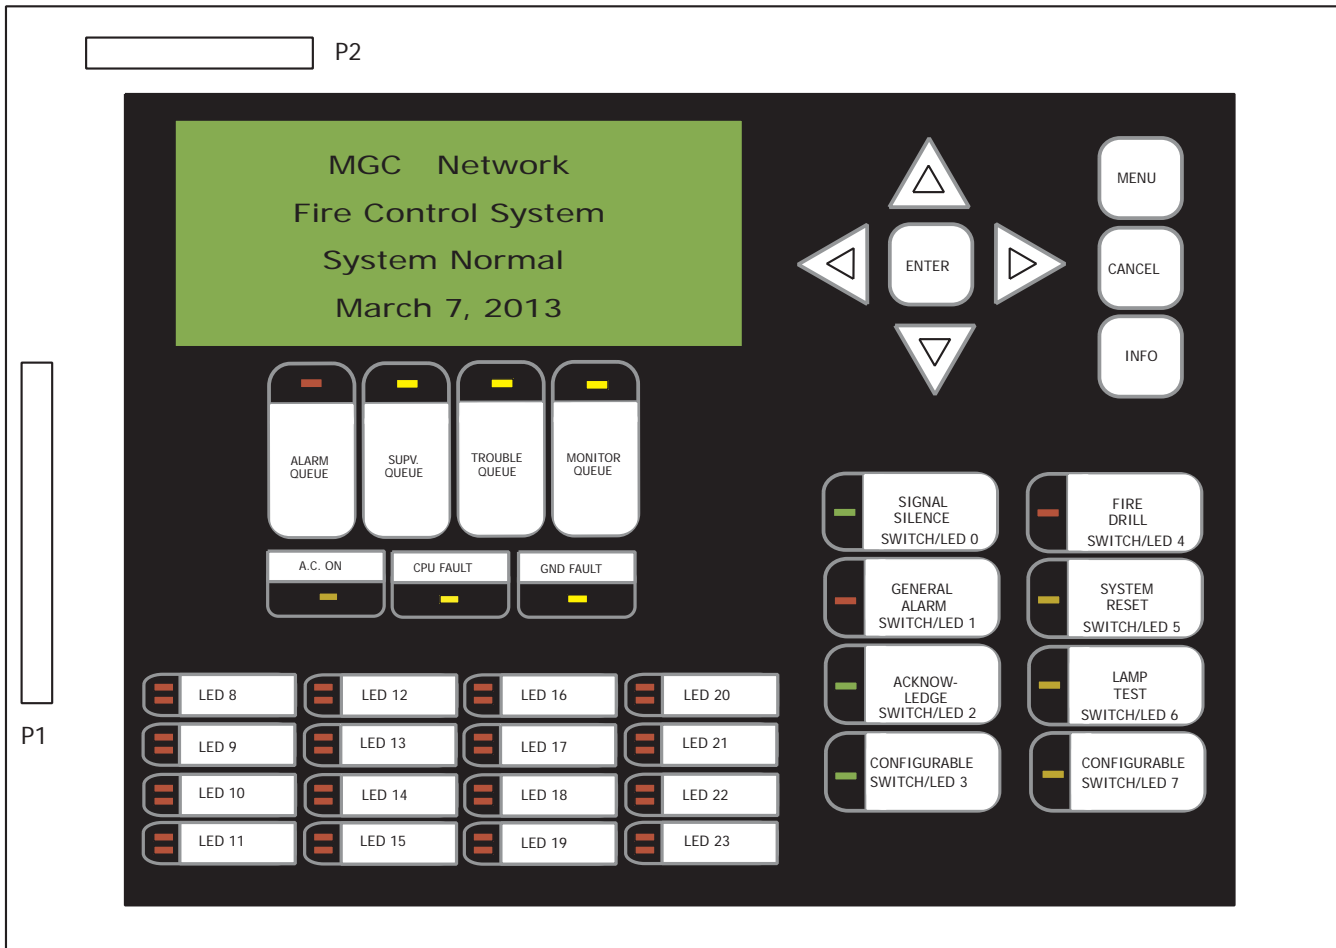 P2
MGC Network
Fire Control System
System Normal
March 7, 2013
MENU
ENTER
CANCEL
INFO
ALARM
QUEUE
SUPV.
QUEUE
TROUBLE
QUEUE
MONITOR
QUEUE
A.C. ON
CPU FAULT
GND FAULT
SIGNAL
SILENCE
SWITCH/LED 0
FIRE
DRILL
SWITCH/LED 4
GENERAL
ALARM
SWITCH/LED 1
SYSTEM
RESET
SWITCH/LED 5
ACKNOW-
LEDGE
SWITCH/LED 2
LAMP
TEST
SWITCH/LED 6
CONFIGURABLE
SWITCH/LED 3
CONFIGURABLE
SWITCH/LED 7
P1
LED 8
LED 12
LED 16
LED 20
LED 9
LED 13
LED 17
LED 21
LED 10
LED 14
LED 18
LED 22
LED 11
LED 15
LED 19
LED 23